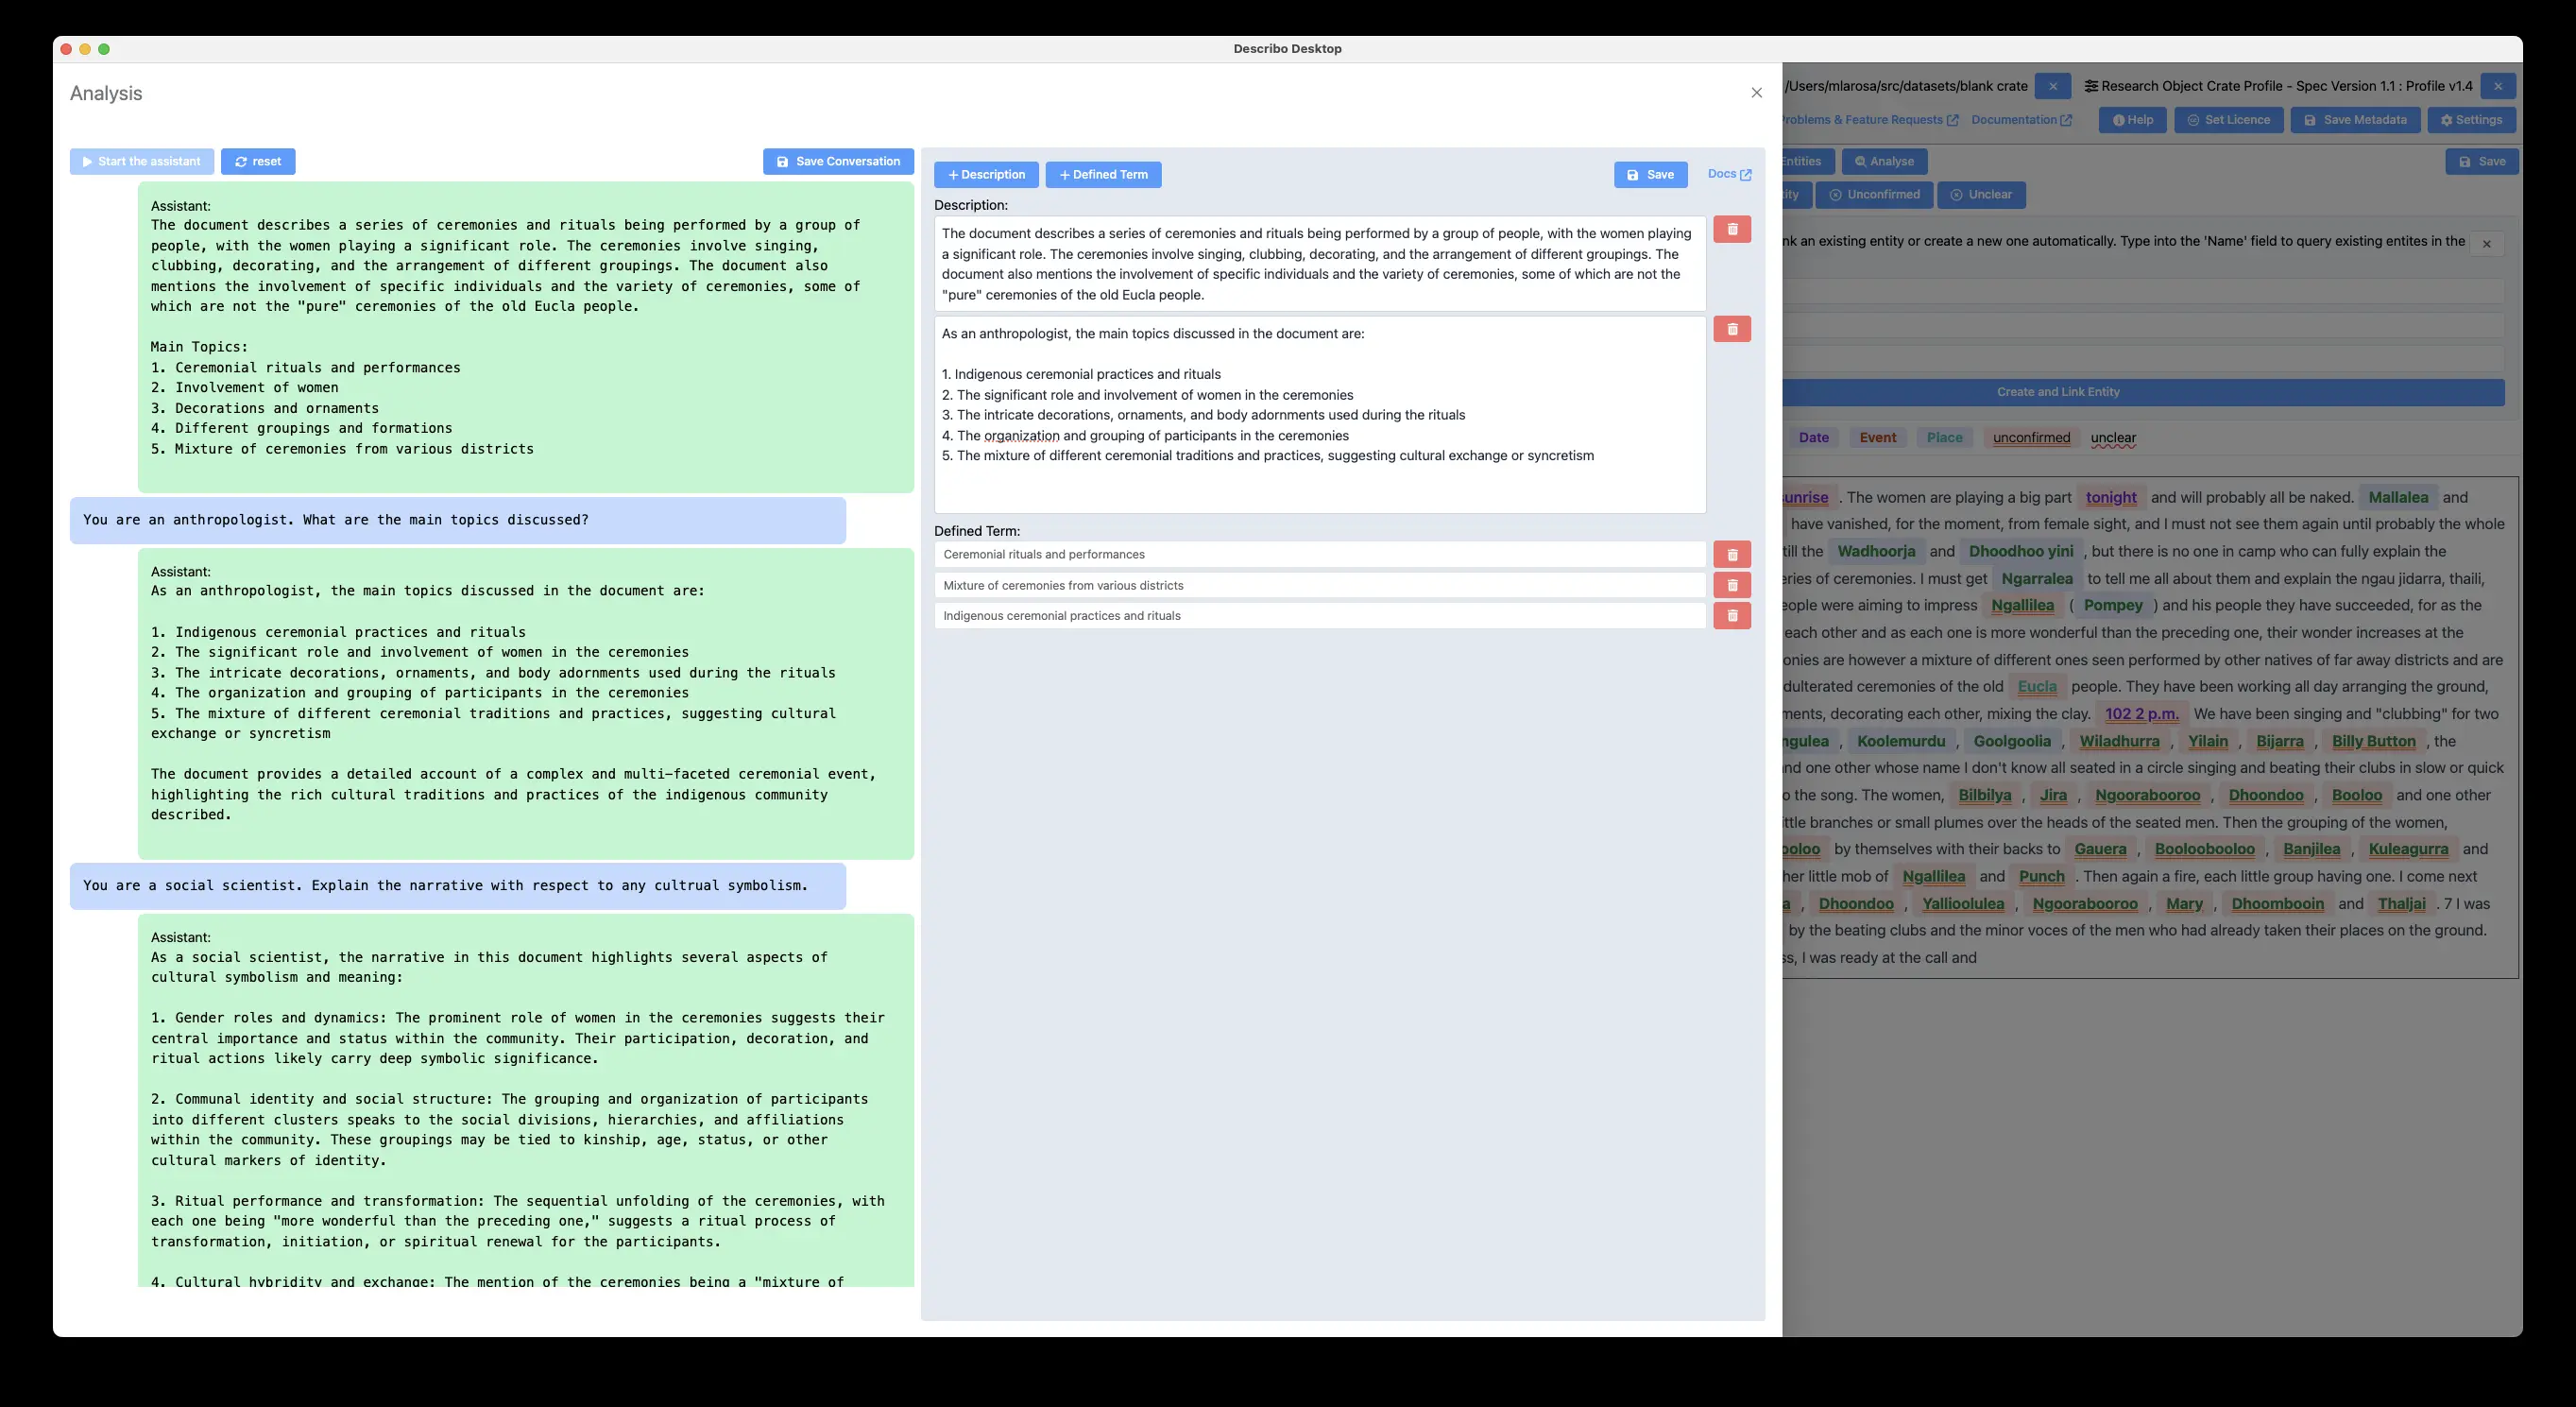 Describo Desktop
Analysis
Start the assistant
reset
Save Conversation
Assistant:
The document describes a series of ceremonies and rituals being performed by a group of
people, with the women playing a significant role. The ceremonies involve singing,
clubbing, decorating, and the arrangement of different groupings. The document also
mentions the involvement of specific individuals and the variety of ceremonies, some of
which are not the "pure" ceremonies of the old Eucla people.
Main Topics:
1. Ceremonial rituals and performances
2. Involvement of women
3. Decorations and ornaments
4. Different groupings and formations
5. Mixture of ceremonies from various districts
You are an anthropologist. What are the main topics discussed?
Assistant:
As an anthropologist, the main topics discussed in the document are:
1. Indigenous ceremonial practices and rituals
2. The significant role and involvement of women in the ceremonies
3. The intricate decorations, ornaments, and body adornments used during the rituals
4. The organization and grouping of participants in the ceremonies
5. The mixture of different ceremonial traditions and practices, suggesting cultural
exchange or syncretism
The document provides a detailed account of a complex and multi-faceted ceremonial event,
highlighting the rich cultural traditions and practices of the indigenous community
described.
You are a social scientist. Explain the narrative with respect to any cultrual symbolism.
Assistant:
As a social scientist, the narrative in this document highlights several aspects of
cultural symbolism and meaning:
1. Gender roles and dynamics: The prominent role of women in the ceremonies suggests their
central importance and status within the community. Their participation, decoration, and
ritual actions likely carry deep symbolic significance.
2. Communal identity and social structure: The grouping and organization of participants
into different clusters speaks to the social divisions, hierarchies, and affiliations
within the community. These groupings may be tied to kinship, age, status, or other
cultural markers of identity.
3. Ritual performance and transformation: The sequential unfolding of the ceremonies, with
each one being "more wonderful than the preceding one," suggests a ritual process of
transformation, initiation, or spiritual renewal for the participants.
4. Cultural hybridity and exchange: The mention of the ceremonies being a "mixture of
+ Description
+ Defined Term
Save
Docs
Description:
The document describes a series of ceremonies and rituals being performed by a group of people, with the women playing
a significant role. The ceremonies involve singing, clubbing, decorating, and the arrangement of different groupings. The
document also mentions the involvement of specific individuals and the variety of ceremonies, some of which are not the
"pure" ceremonies of the old Eucla people.
As an anthropologist, the main topics discussed in the document are:
1. Indigenous ceremonial practices and rituals
2. The significant role and involvement of women in the ceremonies
3. The intricate decorations, ornaments, and body adornments used during the rituals
4. The organization and grouping of participants in the ceremonies
5. The mixture of different ceremonial traditions and practices, suggesting cultural exchange or syncretism
Defined Term:
Ceremonial rituals and performances
Mixture of ceremonies from various districts
Indigenous ceremonial practices and rituals
/Users/mlarosa/src/datasets/blank crate
Research Object Crate Profile - Spec Version 1.1 : Profile v1.4
Problems & Feature Requests
Documentation
Help
Set Licence
Save Metadata
Settings
Entities
Analyse
Save
Unconfirmed
Unclear
an existing entity or create a new one automatically. Type into the 'Name' field to query existing entites in the
Create and Link Entity
Date Event Place unconfirmed unclear
. The women are playing a big part tonight and will probably all be naked. Mallalea and
have vanished, for the moment, from female sight, and I must not see them again until probably the whole
the Wadhoorja and Dhoodhoo yini , but there is no one in camp who can fully explain the
of ceremonies. I must get Ngarralea to tell me all about them and explain the ngau jidarra, thaili,
were aiming to impress Ngallilea ( Pompey ) and his people they have succeeded, for as the
each other and as each one is more wonderful than the preceding one, their wonder increases at the
are however a mixture of different ones seen performed by other natives of far away districts and are
ceremonies of the old Eucla people. They have been working all day arranging the ground,
decorating each other, mixing the clay. 102 2 p.m. We have been singing and "clubbing" for two
, Koolemurdu , Goolgoolia , Wiladhurra , Yilain , Bijarra , Billy Button , the
one other whose name I don't know all seated in a circle singing and beating their clubs in slow or quick
the song. The women, Bilbilya , Jira , Ngoorabooroo , Dhoondoo , Booloo and one other
branches or small plumes over the heads of the seated men. Then the grouping of the women,
by themselves with their backs to Gauera , Booloobooloo , Banjilea , Kuleagurra and
little mob of Ngallilea and Punch . Then again a fire, each little group having one. I come next
, Dhoondoo , Yallioolulea , Ngoorabooroo , Mary , Dhoombooin and Thaljai . 7 I was
by the beating clubs and the minor voces of the men who had already taken their places on the ground.
, I was ready at the call and